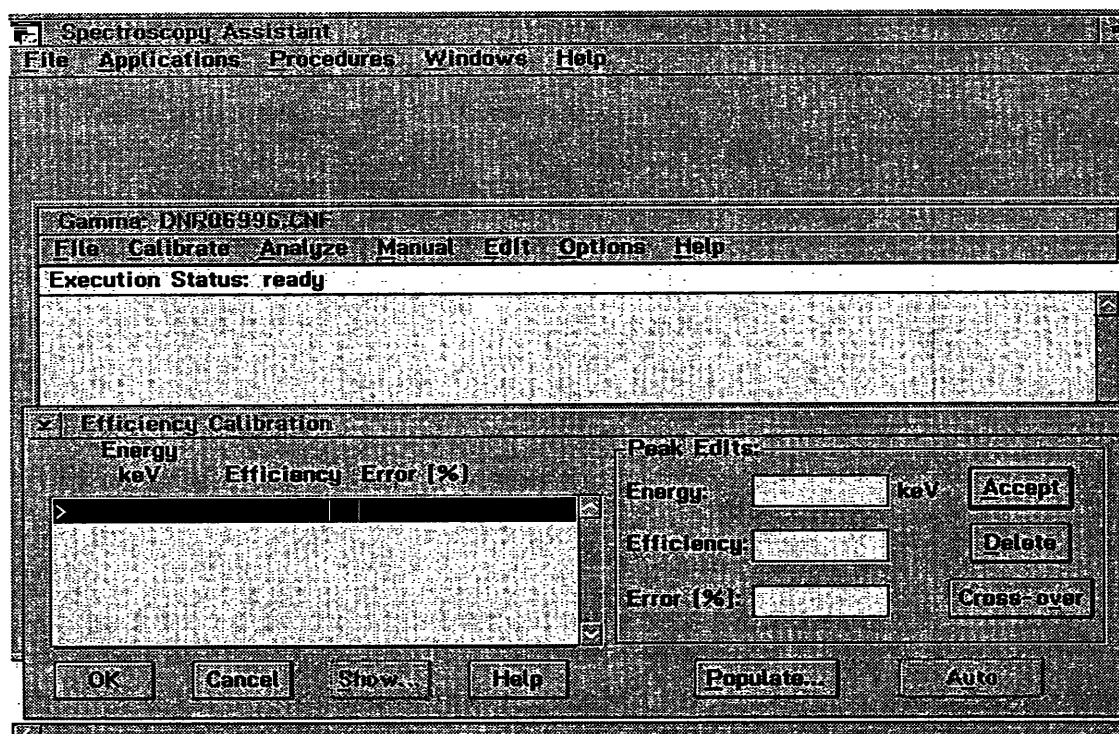 Spectroscopy Assistant
File Applications Procedures Windows Help
Gamma: DNR06996.CNF
File Calibrate Analyze Manual Edit Options Help
Execution Status: ready
Efficiency Calibration
Energy
keV Efficiency Error (%)
>
Peak Edits:
Energy: keV Accept
Efficiency: Delete
Error (%): Cross-over
OK Cancel Show... Help Populate... Auto